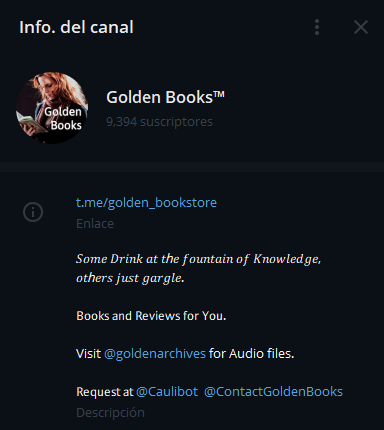 Info. del canal
Golden
Books
Golden Books™
9,394 suscriptores
t.me/golden_bookstore
Enlace
Some Drink at the fountain of Knowledge,
others just gargle.
Books and Reviews for You.
Visit @goldenarchives for Audio files.
Request at @Caulibot @ContactGoldenBooks
Descripción